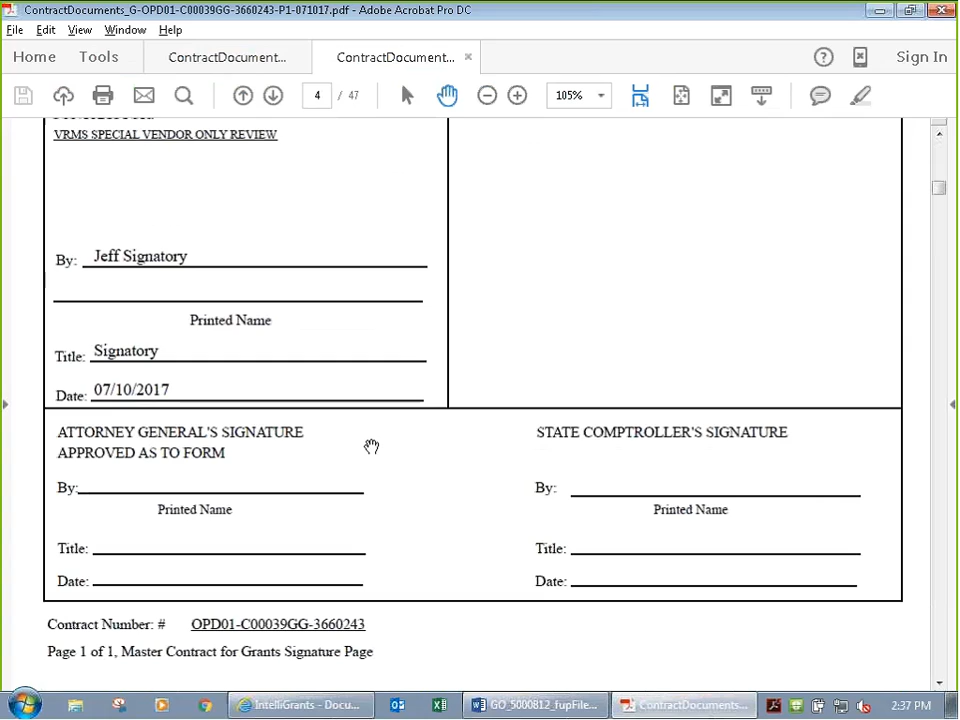 ContractDocuments_G-OPD01-C00039GG-3660243-P1-071017.pdf - Adobe Acrobat Pro DC
File Edit View Window Help
Home Tools ContractDocument... ContractDocument... × Sign In
4 / 47 105%
VRMS SPECIAL VENDOR ONLY REVIEW
By: Jeff Signatory
Printed Name
Title: Signatory
Date: 07/10/2017
ATTORNEY GENERAL'S SIGNATURE
APPROVED AS TO FORM
By:
Printed Name
Title:
Date:
STATE COMPTROLLER'S SIGNATURE
By:
Printed Name
Title:
Date:
Contract Number: # OPD01-C00039GG-3660243
Page 1 of 1, Master Contract for Grants Signature Page
IntelliGrants - Docu... GO_5000812_fupFile... ContractDocuments... 2:37 PM